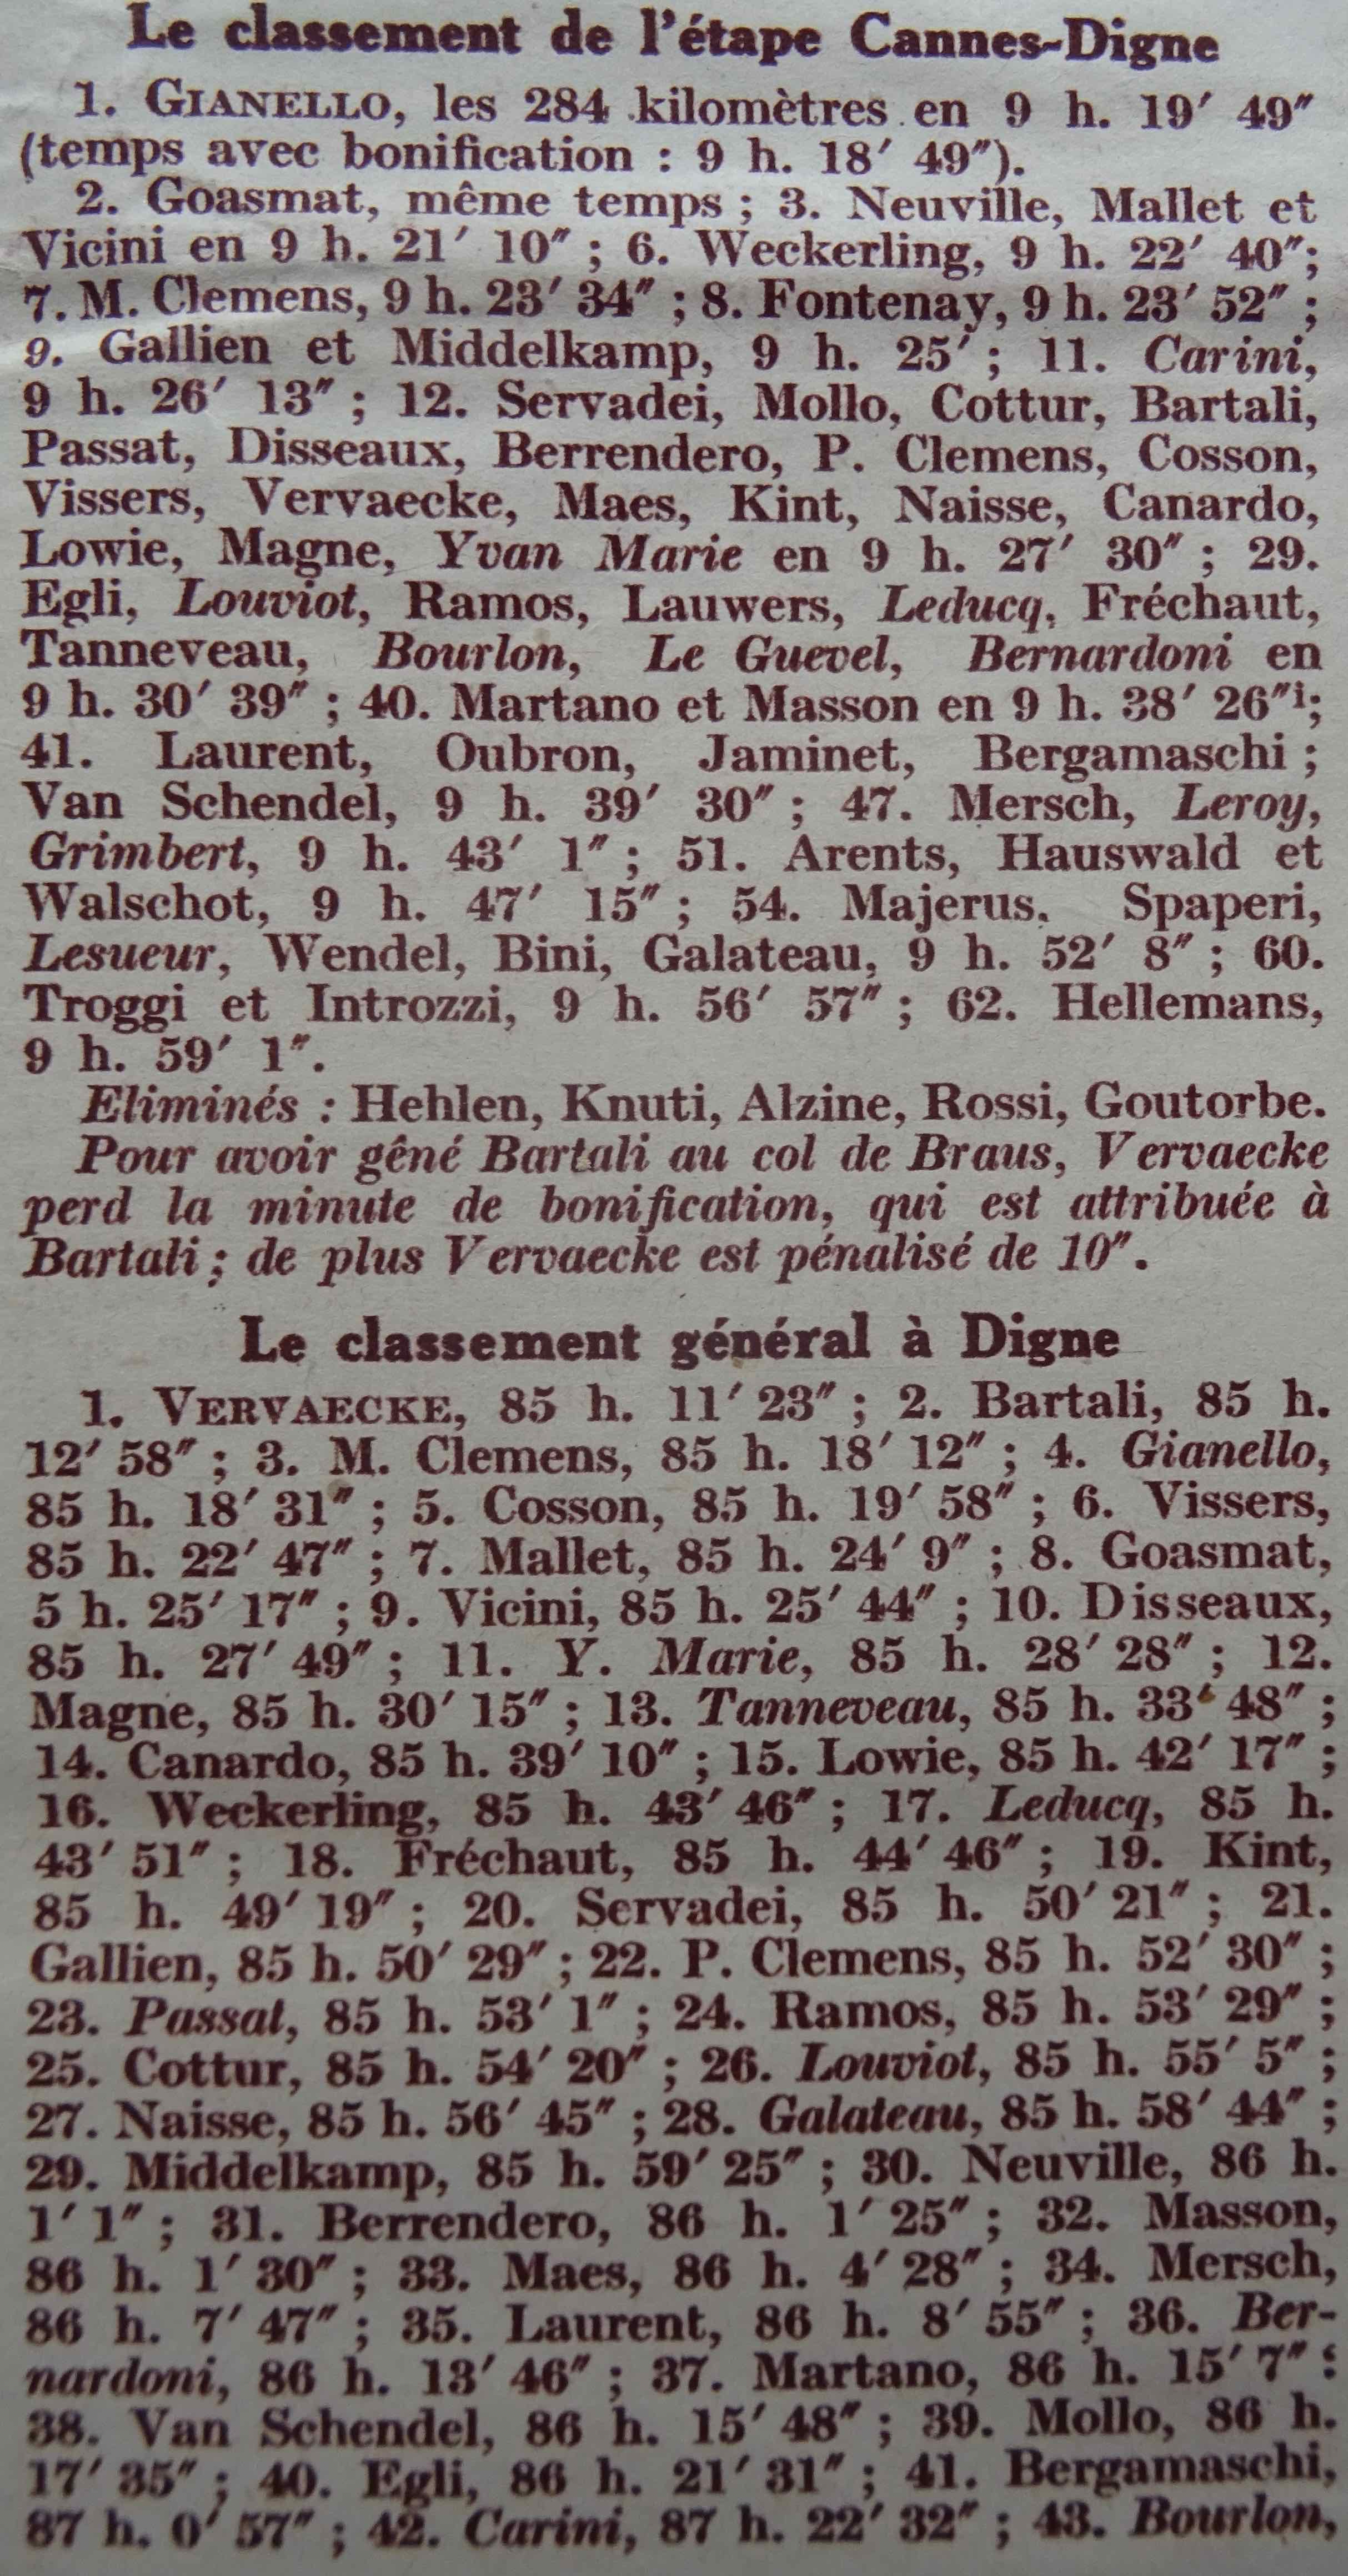 Le classement de l'étape Cannes-Digne
1. GIANELLO, les 284 kilomètres en 9 h. 19′ 49″
(temps avec bonification : 9 h. 18′ 49″).
2. Goasmat, même temps ; 3. Neuville, Mallet et
Vicini en 9 h. 21′ 10″ ; 6. Weckerling, 9 h. 22′ 40″;
7. M. Clemens, 9 h. 23′ 34″ ; 8. Fontenay, 9 h. 23′ 52″ ;
9. Gallien et Middelkamp, 9 h. 25′ ; 11. Carini,
9 h. 26′ 13″ ; 12. Servadei, Mollo, Cottur, Bartali,
Passat, Disseaux, Berrendero, P. Clemens, Cosson,
Vissers, Vervaecke, Maes, Kint, Naisse, Canardo,
Lowie, Magne, Yvan Marie en 9 h. 27′ 30″ ; 29.
Egli, Louviot, Ramos, Lauwers, Leducq, Fréchaut,
Tanneveau, Bourlon, Le Guevel, Bernardoni en
9 h. 30′ 39″ ; 40. Martano et Masson en 9 h. 38′ 26″i;
41. Laurent, Oubron, Jaminet, Bergamaschi ;
Van Schendel, 9 h. 39′ 30″ ; 47. Mersch, Leroy,
Grimbert, 9 h. 43′ 1″ ; 51. Arents, Hauswald et
Walschot, 9 h. 47′ 15″ ; 54. Majerus, Spaperi,
Lesueur, Wendel, Bini, Galateau, 9 h. 52′ 8″ ; 60.
Troggi et Introzzi, 9 h. 56′ 57″ ; 62. Hellemans,
9 h. 59′ 1″.
Eliminés : Hehlen, Knuti, Alzine, Rossi, Goutorbe.
Pour avoir gêné Bartali au col de Braus, Vervaecke
perd la minute de bonification, qui est attribuée à
Bartali ; de plus Vervaecke est pénalisé de 10″.
Le classement général à Digne
1. VERVAECKE, 85 h. 11′ 23″ ; 2. Bartali, 85 h.
12′ 58″ ; 3. M. Clemens, 85 h. 18′ 12″ ; 4. Gianello,
85 h. 18′ 31″ ; 5. Cosson, 85 h. 19′ 58″ ; 6. Vissers,
85 h. 22′ 47″ ; 7. Mallet, 85 h. 24′ 9″ ; 8. Goasmat,
5 h. 25′ 17″ ; 9. Vicini, 85 h. 25′ 44″ ; 10. Disseaux,
85 h. 27′ 49″ ; 11. Y. Marie, 85 h. 28′ 28″ ; 12.
Magne, 85 h. 30′ 15″ ; 13. Tanneveau, 85 h. 33′ 48″ ;
14. Canardo, 85 h. 39′ 10″ ; 15. Lowie, 85 h. 42′ 17″ ;
16. Weckerling, 85 h. 43′ 46″ ; 17. Leducq, 85 h.
43′ 51″ ; 18. Fréchaut, 85 h. 44′ 46″ ; 19. Kint,
85 h. 49′ 19″ ; 20. Servadei, 85 h. 50′ 21″ ; 21.
Gallien, 85 h. 50′ 29″ ; 22. P. Clemens, 85 h. 52′ 30″ ;
23. Passat, 85 h. 53′ 1″ ; 24. Ramos, 85 h. 53′ 29″ ;
25. Cottur, 85 h. 54′ 20″ ; 26. Louviot, 85 h. 55′ 5″ ;
27. Naisse, 85 h. 56′ 45″ ; 28. Galateau, 85 h. 58′ 44″ ;
29. Middelkamp, 85 h. 59′ 25″ ; 30. Neuville, 86 h.
1′ 1″ ; 31. Berrendero, 86 h. 1′ 25″ ; 32. Masson,
86 h. 1′ 30″ ; 33. Maes, 86 h. 4′ 28″ ; 34. Mersch,
86 h. 7′ 47″ ; 35. Laurent, 86 h. 8′ 55″ ; 36. Ber-
nardoni, 86 h. 13′ 46″ ; 37. Martano, 86 h. 15′ 7″ ;
38. Van Schendel, 86 h. 15′ 48″ ; 39. Mollo, 86 h.
17′ 35″ ; 40. Egli, 86 h. 21′ 31″ ; 41. Bergamaschi,
87 h. 0′ 57″ ; 42. Carini, 87 h. 22′ 32″ ; 43. Bourlon,